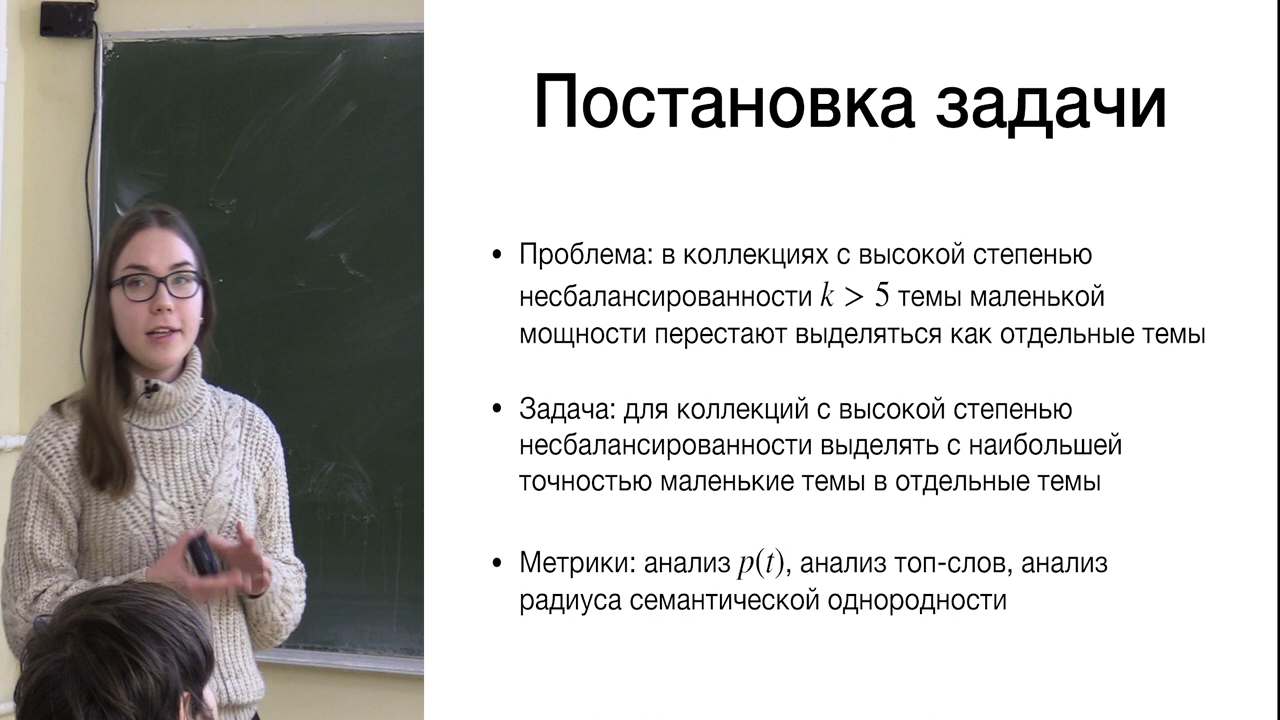 Постановка задачи
• Проблема: в коллекциях с высокой степенью
несбалансированности k > 5 темы маленькой
мощности перестают выделяться как отдельные темы
• Задача: для коллекций с высокой степенью
несбалансированности выделять с наибольшей
точностью маленькие темы в отдельные темы
• Метрики: анализ p(t), анализ топ-слов, анализ
радиуса семантической однородности